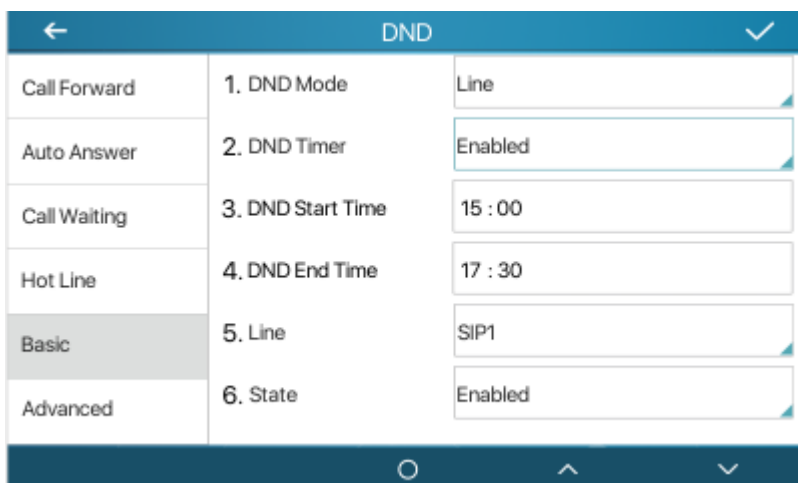 DND
Call Forward
1. DND Mode
Line
Auto Answer
2. DND Timer
Enabled
Call Waiting
3. DND Start Time
15 : 00
Hot Line
4. DND End Time
17 : 30
Basic
5. Line
SIP1
Advanced
6. State
Enabled